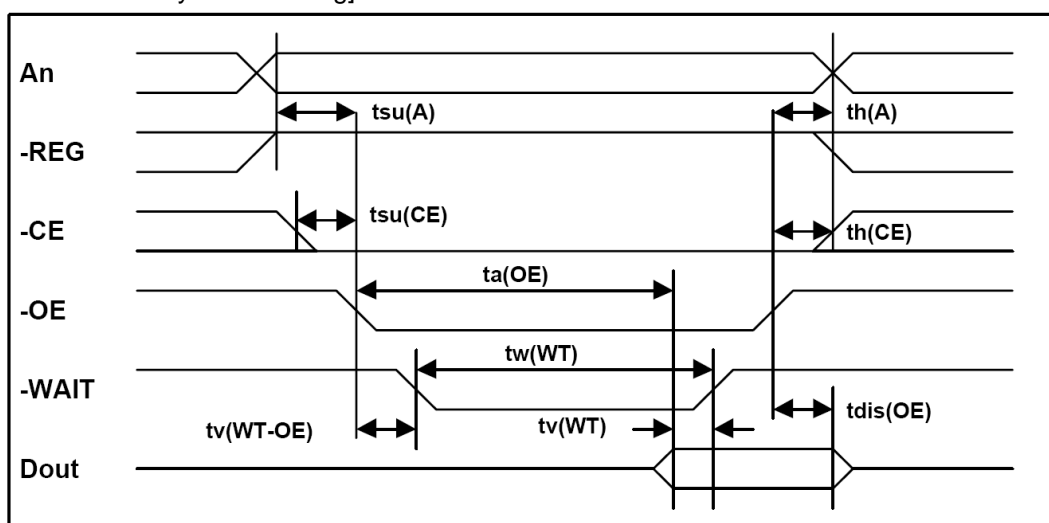 An
tsu(A)
th(A)
-REG
tsu(CE)
-CE
th(CE)
ta(OE)
-OE
tw(WT)
-WAIT
tdis(OE)
tv(WT-OE)
tv(WT)
Dout